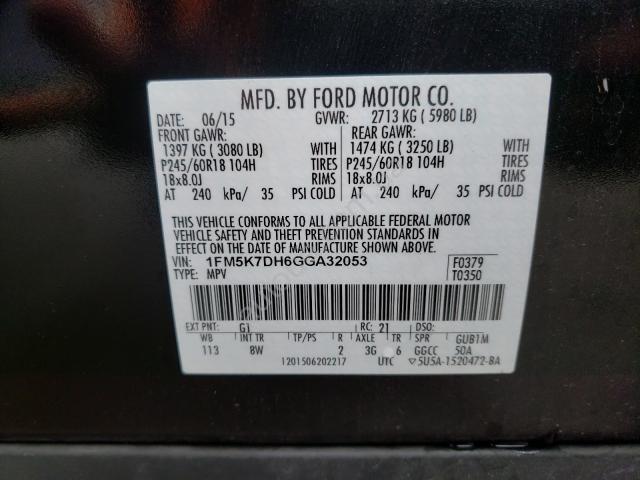 MFD. BY FORD MOTOR CO.
DATE: 06/15 GVWR: 2713 KG ( 5980 LB)
FRONT GAWR: REAR GAWR:
1397 KG ( 3080 LB) WITH 1474 KG ( 3250 LB) WITH
P245/60R18 104H TIRES P245/60R18 104H TIRES
18x8.0J RIMS 18x8.0J RIMS
AT 240 kPa/ 35 PSI COLD AT 240 kPa/ 35 PSI COLD
THIS VEHICLE CONFORMS TO ALL APPLICABLE FEDERAL MOTOR
VEHICLE SAFETY AND THEFT PREVENTION STANDARDS IN
EFFECT ON THE DATE OF MANUFACTURE SHOWN ABOVE.
VIN: 1FM5K7DH6GGA32053 F0379
TYPE: MPV T0350
EXT PNT: G1 RC: 21 DSO:
WB INT TR TP/PS R AXLE TR GUB1M
113 8W 2 3G 6 GGCC 50A
1201506202217 UTC ▽5U5A-1520472-BA